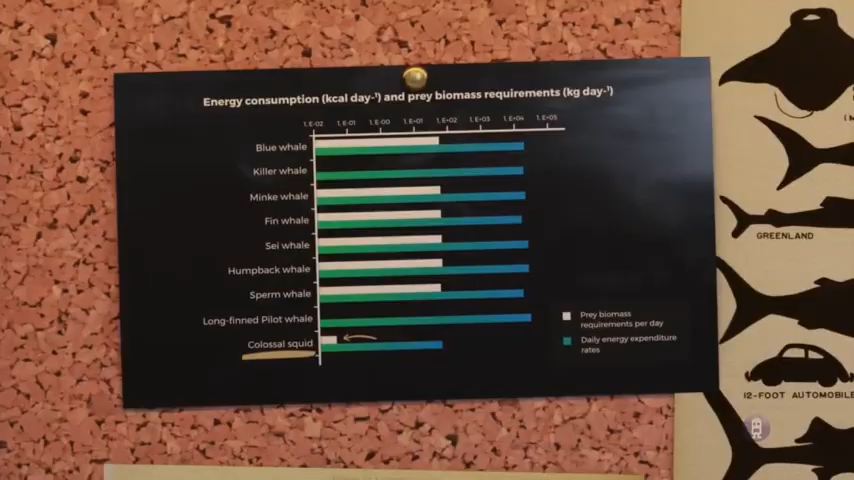 Energy consumption (kcal day-¹) and prey biomass requirements (kg day-¹)
1, E-02 1, E-01 1, E-00 1, E+01 1, E+02 1, E+03 1, E+04 1, E+05
Blue whale
Killer whale
Minke whale
Fin whale
Sei whale
Humpback whale
Sperm whale
Long-finned Pilot whale
Colossal squid
Prey biomass
requirements per day
Daily energy expenditure
rates
GREENLAND
12-FOOT AUTOMOBILE